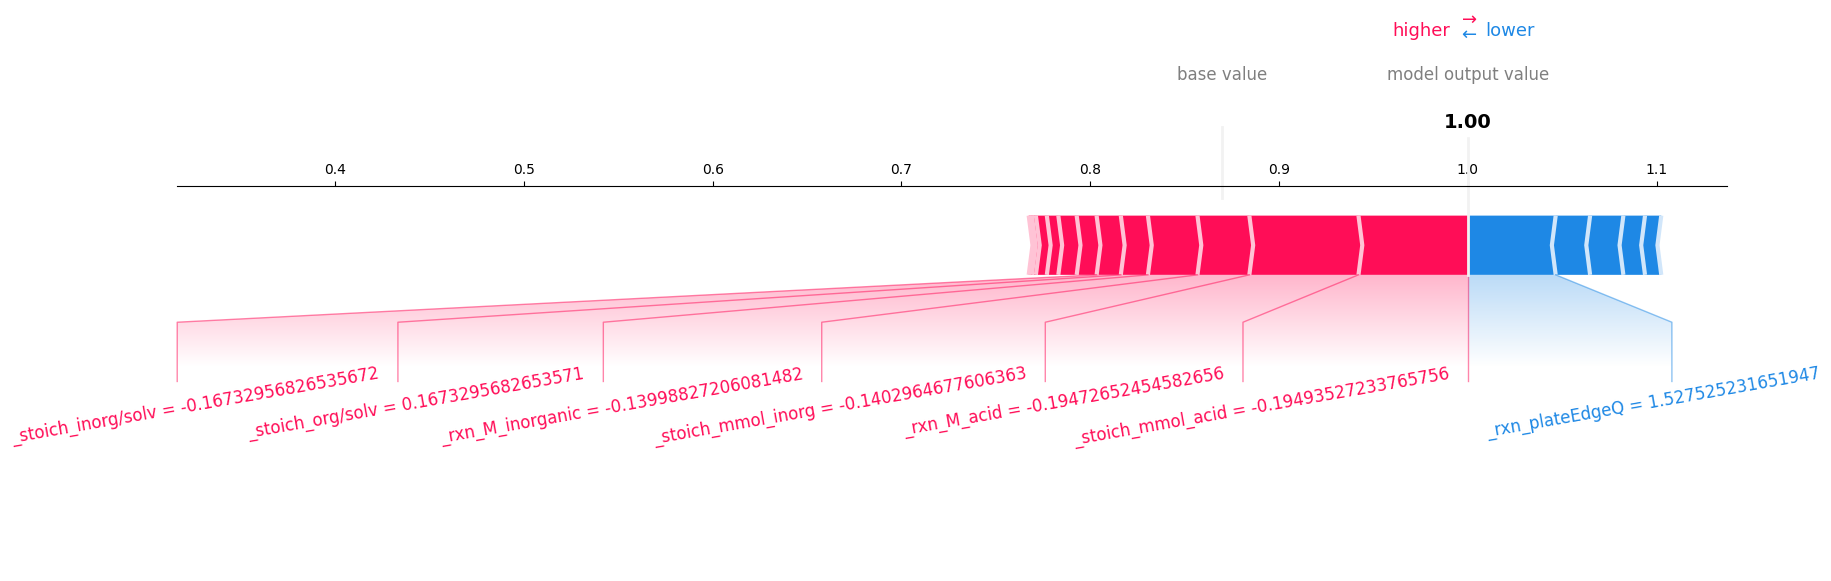 higher → ← lower
base value
model output value
1.00
0.4
0.5
0.6
0.7
0.8
0.9
1.0
1.1
_stoich_inorg/solv = -0.16732956826535672
_stoich_org/solv = 0.1673295682653571
_rxn_M_inorganic = -0.13998827206081482
_stoich_mmol_inorg = -0.1402964677606363
_rxn_M_acid = -0.19472652454582656
_stoich_mmol_acid = -0.19493527233765756
_rxn_plateEdgeQ = 1.527525231651947